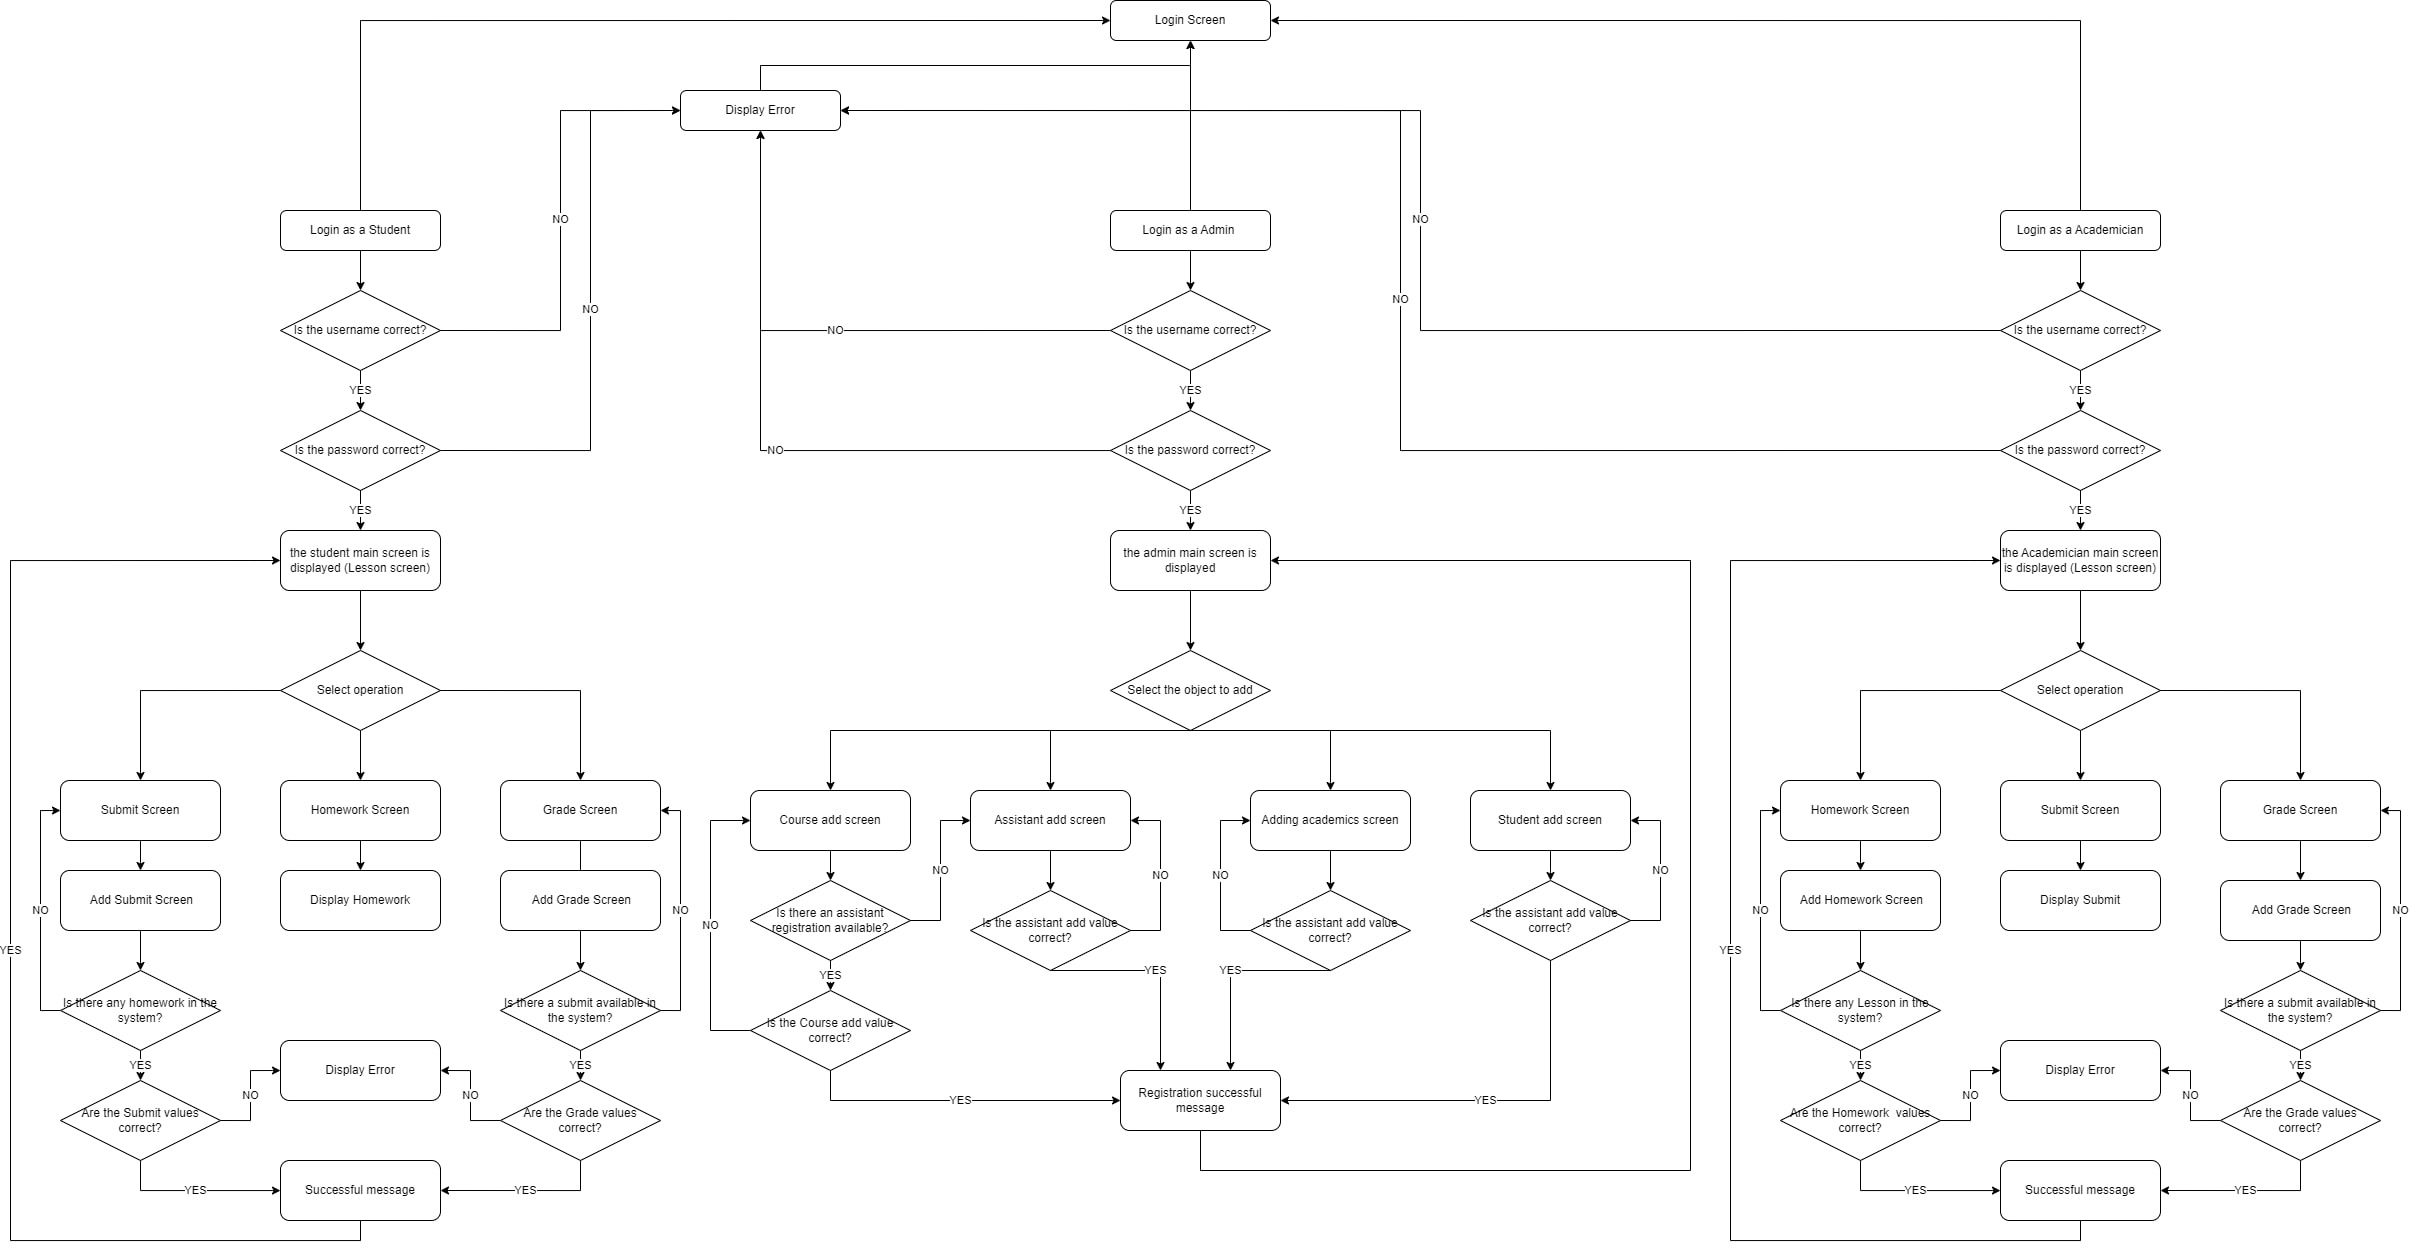 Login Screen
Display Error
Login as a Student
NO
Login as a Admin
NO
Login as a Academician
NO
NO
Is the username correct?
NO
Is the username correct?
Is the username correct?
YES
YES
YES
Is the password correct?
NO
Is the password correct?
Is the password correct?
YES
YES
YES
the student main screen is
displayed (Lesson screen)
the admin main screen is
displayed
the Academician main screen
is displayed (Lesson screen)
Select operation
Select the object to add
Select operation
Submit Screen
Homework Screen
Grade Screen
Course add screen
Assistant add screen
Adding academics screen
Student add screen
Homework Screen
Submit Screen
Grade Screen
NO
NO
NO
NO
Add Submit Screen
Display Homework
Add Grade Screen
Add Homework Screen
Display Submit
Add Grade Screen
NO
NO
NO
Is there an assistant
registration available?
Is the assistant add value
correct?
Is the assistant add value
correct?
Is the assistant add value
correct?
NO
NO
YES
YES
YES
YES
YES
Is there any homework in the
system?
Is there a submit available in
the system?
Is the Course add value
correct?
Is there any Lesson in the
system?
Is there a submit available in
the system?
YES
YES
YES
YES
Display Error
Display Error
NO
NO
NO
NO
Are the Submit values
correct?
Are the Grade values
correct?
YES
Registration successful
message
YES
Are the Homework  values
correct?
Are the Grade values
correct?
YES
Successful message
YES
YES
Successful message
YES